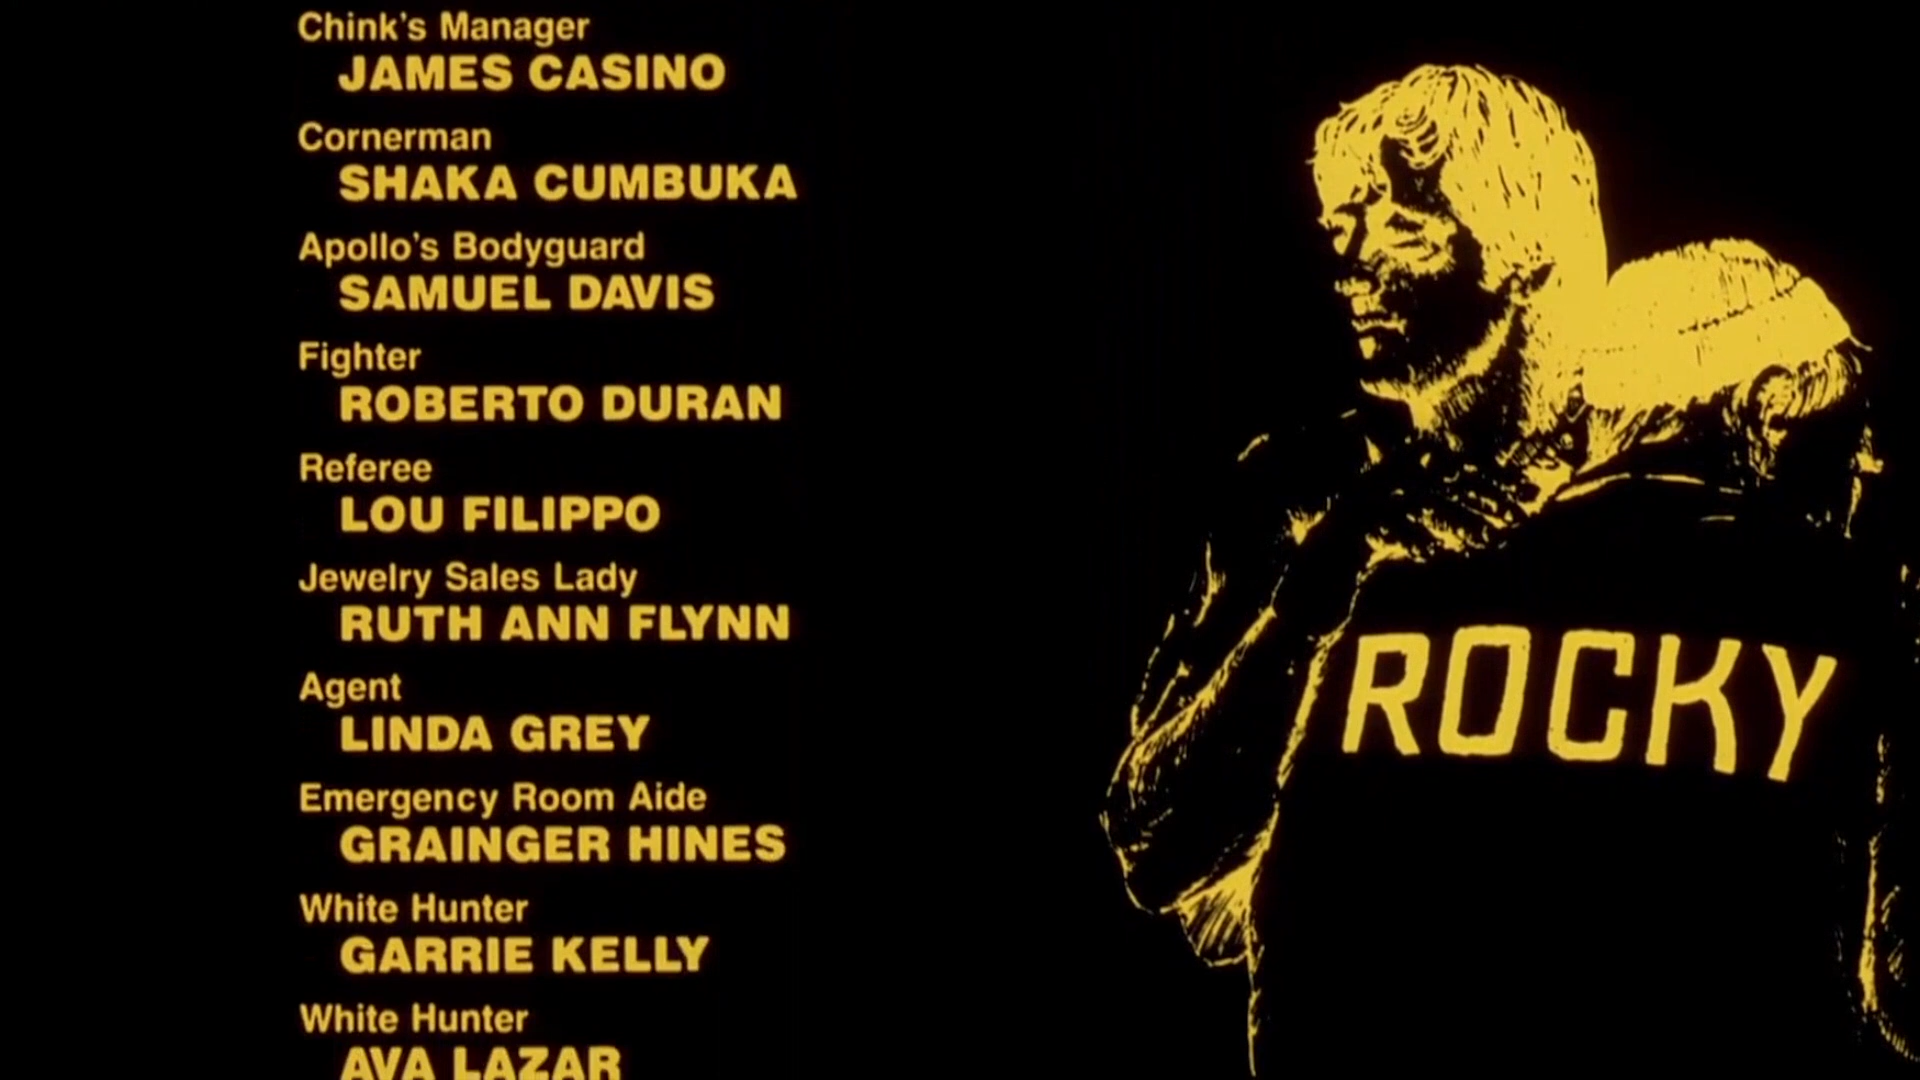 Chink's Manager
JAMES CASINO
Cornerman
SHAKA CUMBUKA
Apollo's Bodyguard
SAMUEL DAVIS
Fighter
ROBERTO DURAN
Referee
LOU FILIPPO
Jewelry Sales Lady
RUTH ANN FLYNN
Agent
LINDA GREY
Emergency Room Aide
GRAINGER HINES
White Hunter
GARRIE KELLY
White Hunter
AVA LAZAR
ROCKY